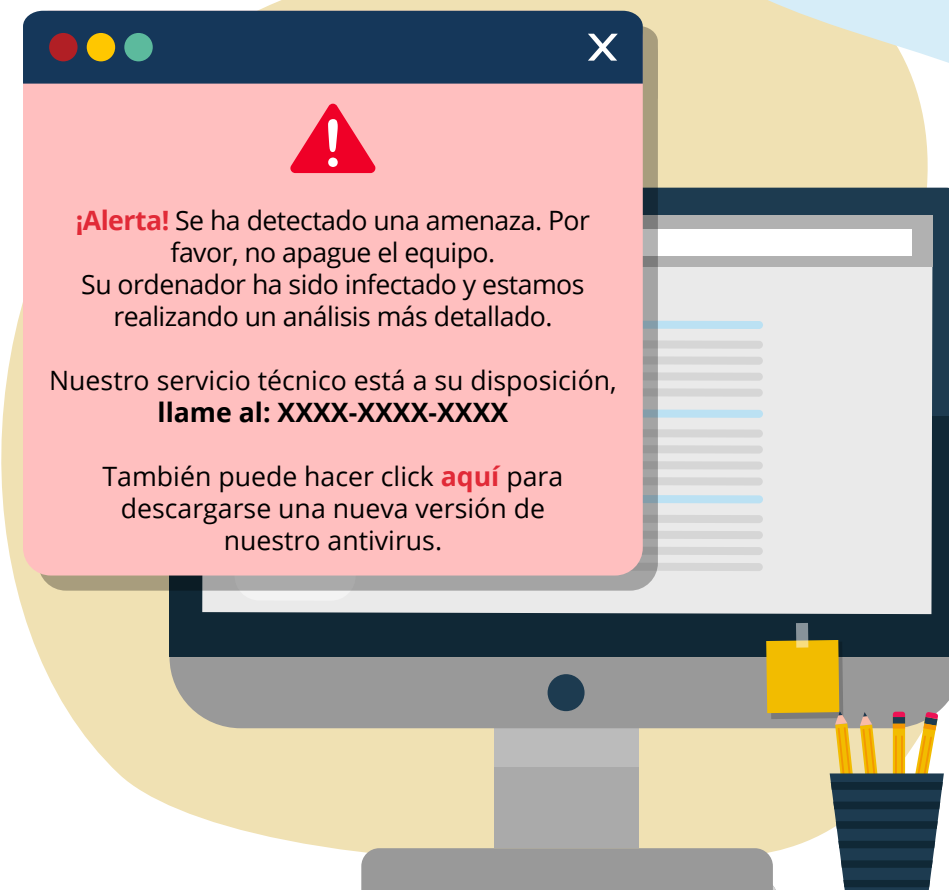 X
¡Alerta! Se ha detectado una amenaza. Por
favor, no apague el equipo.
Su ordenador ha sido infectado y estamos
realizando un análisis más detallado.
Nuestro servicio técnico está a su disposición,
llame al: XXXX-XXXX-XXXX
También puede hacer click aquí para
descargarse una nueva versión de
nuestro antivirus.